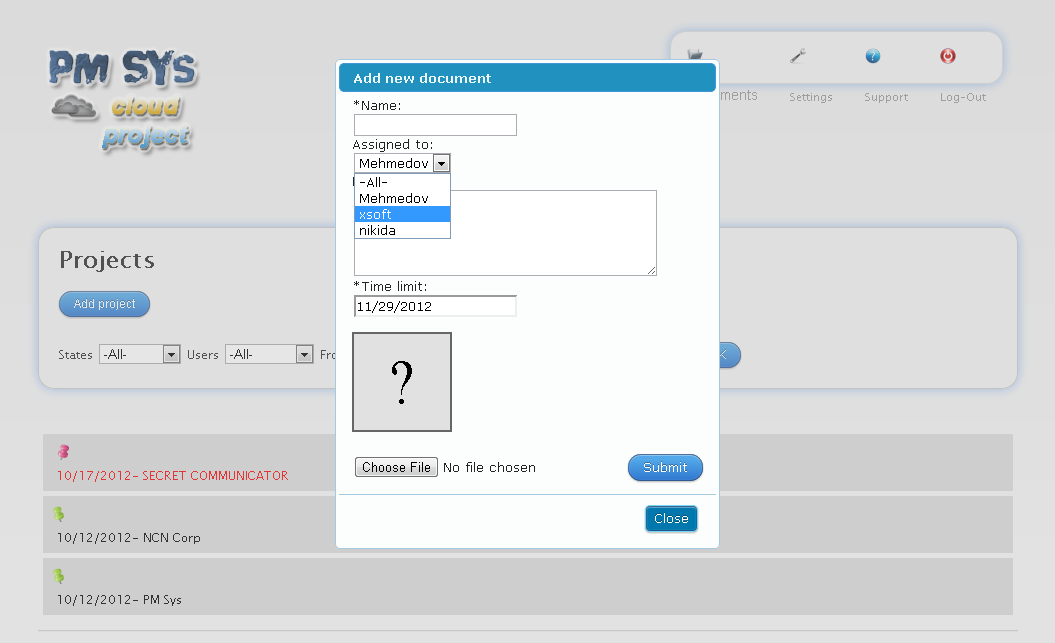 PM SYs
cloud
project
ments
Settings
Support
Log-Out
Add new document
*Name:
Assigned to:
Mehmedov
-All-
Mehmedov
xsoft
nikida
*Time limit:
11/29/2012
?
Choose File No file chosen
Submit
Close
Projects
Add project
States -All- Users -All- Fro
K
10/17/2012- SECRET COMMUNICATOR
10/12/2012- NCN Corp
10/12/2012- PM Sys